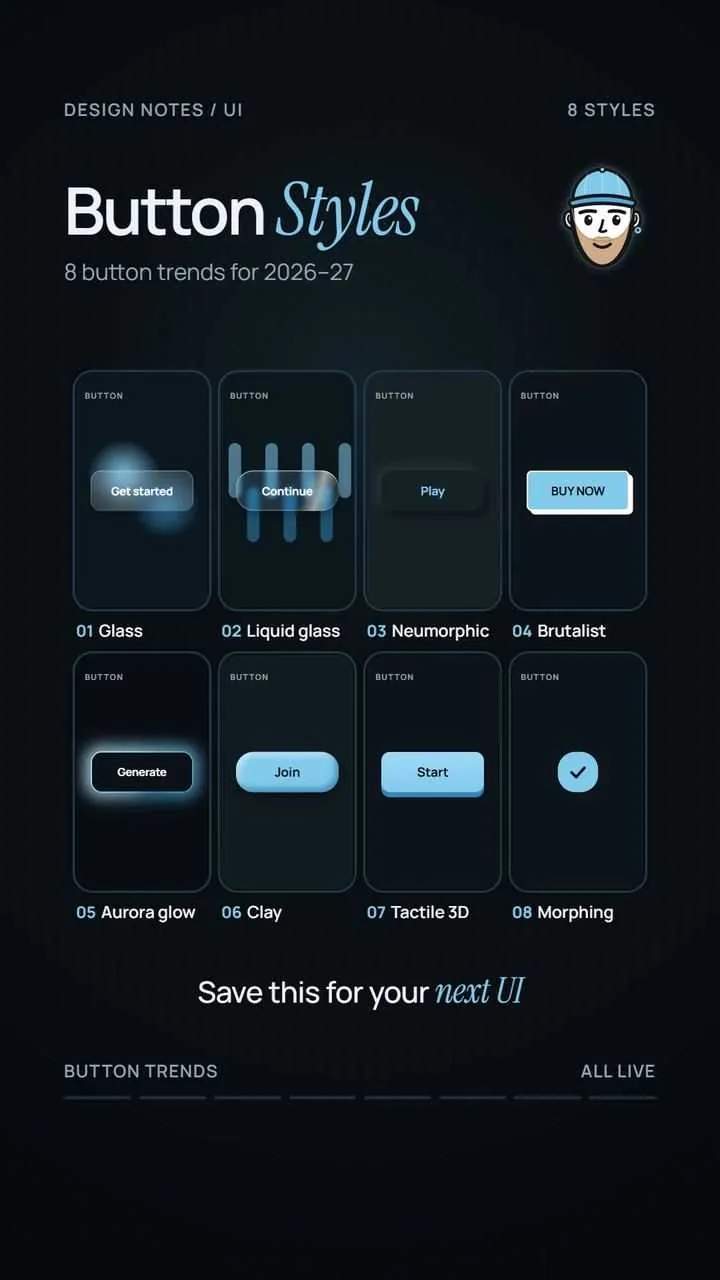 DESIGN NOTES / UI
8 STYLES
Button Styles
8 button trends for 2026–27
BUTTON
BUTTON
BUTTON
BUTTON
Get started
Continue
Play
BUY NOW
01 Glass
02 Liquid glass
03 Neumorphic
04 Brutalist
BUTTON
BUTTON
BUTTON
BUTTON
Generate
Join
Start
05 Aurora glow
06 Clay
07 Tactile 3D
08 Morphing
Save this for your next UI
BUTTON TRENDS
ALL LIVE